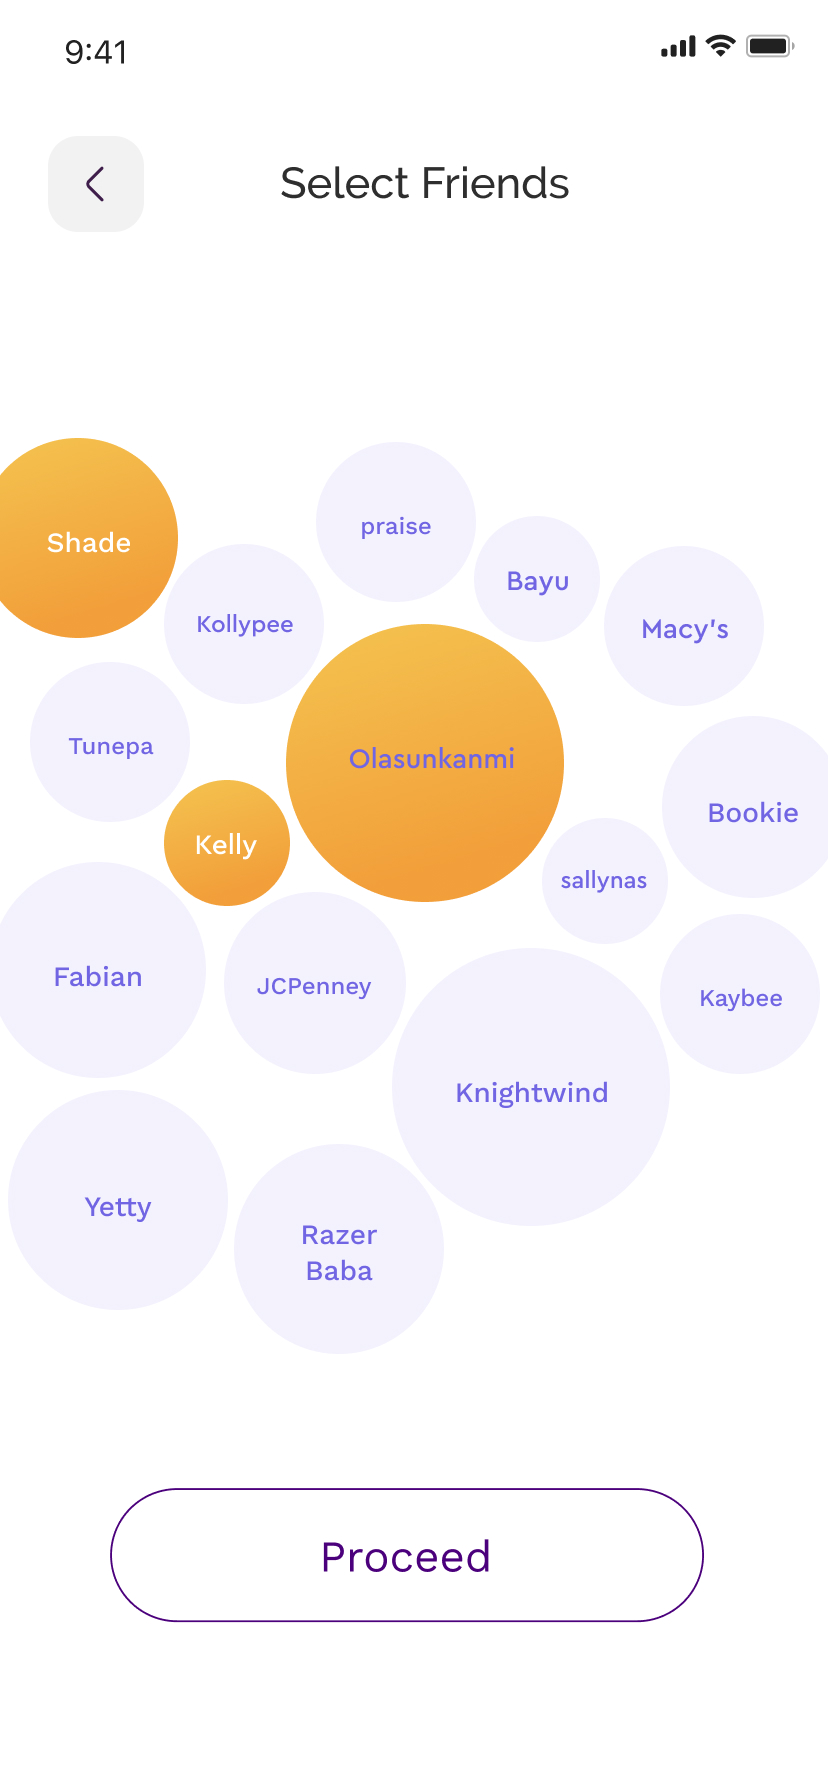 9:41
Select Friends
Shade
praise
Bayu
Kollypee
Macy's
Tunepa
Olasunkanmi
Bookie
Kelly
sallynas
Fabian
JCPenney
Kaybee
Knightwind
Yetty
Razer
Baba
Proceed